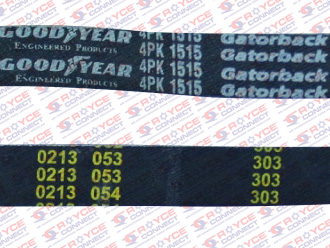 GOODYEAR 4PK 1515 Gatorback
ENGINEERED PRODUCTS
GOODYEAR 4PK 1515 Gatorback
ENGINEERED PRODUCTS 4PK 1515 Gatorback
303
0213 053 303
0213 053 303
0213 054 303
ROYCE CONNECT